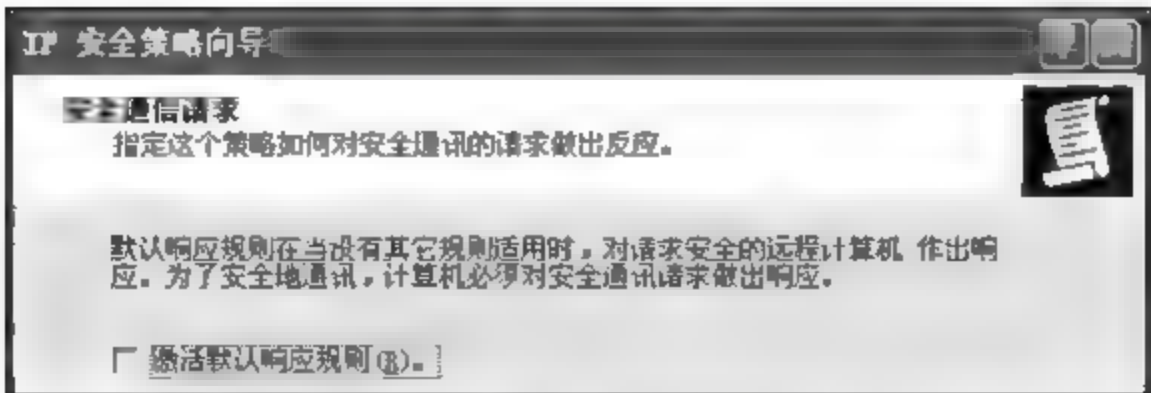 IP 安全策略向导
安全通信请求
指定这个策略如何对安全通讯的请求做出反应。
默认响应规则在当没有其它规则适用时，对请求安全的远程计算机 作出响
应。为了安全地通讯，计算机必须对安全通讯请求做出响应。
激活默认响应规则(R)。